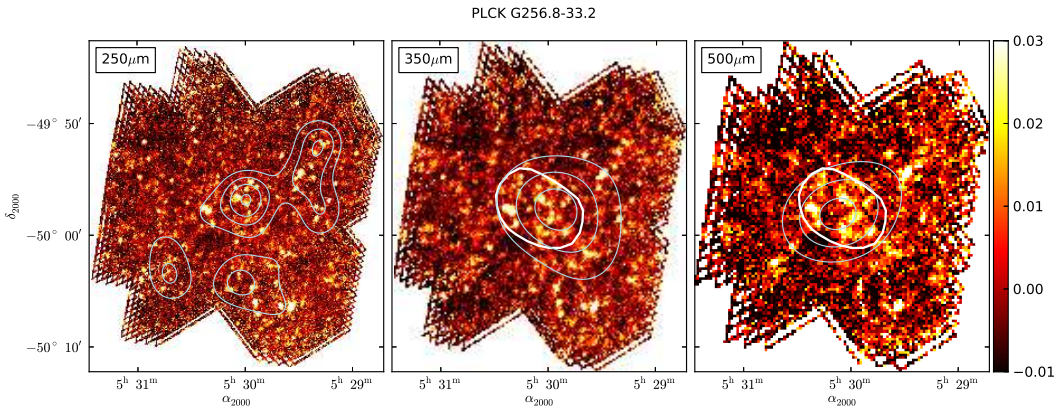 PLCK G256.8-33.2
250μm
350μm
500μm
0.03
−49° 50′
0.02
δ2000
0.01
−50° 00′
0.00
−50° 10′
−0.01
5ʰ 31ᵐ 5ʰ 30ᵐ 5ʰ 29ᵐ
5ʰ 31ᵐ 5ʰ 30ᵐ 5ʰ 29ᵐ
5ʰ 31ᵐ 5ʰ 30ᵐ 5ʰ 29ᵐ
α2000
α2000
α2000